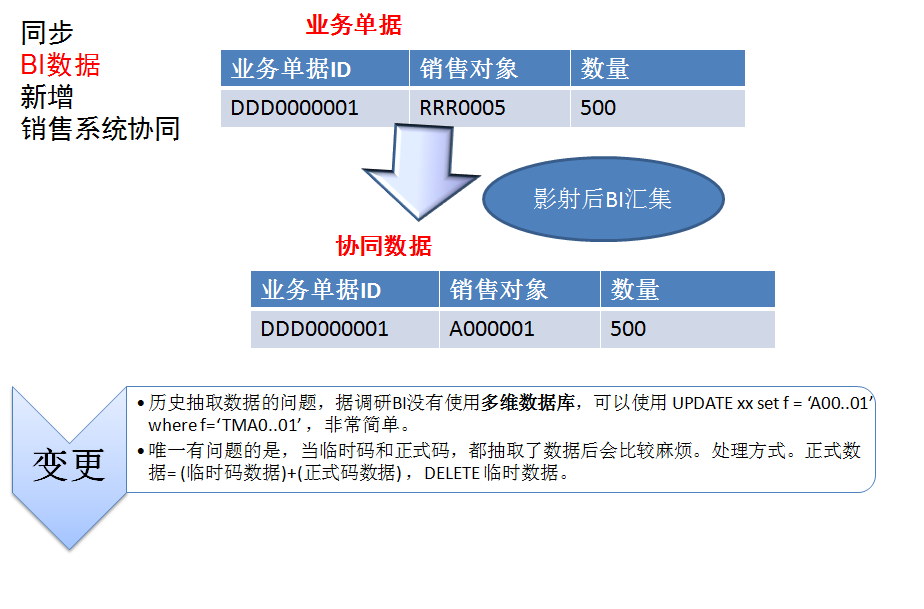 同步
BI数据
新增
销售系统协同
业务单据
业务单据ID 销售对象 数量
DDD0000001 RRR0005 500
影射后BI汇集
协同数据
业务单据ID 销售对象 数量
DDD0000001 A000001 500
变更
•历史抽取数据的问题，据调研BI没有使用多维数据库，可以使用 UPDATE xx set f = ‘A00..01’
where f=‘TMA0..01’ ，非常简单。
•唯一有问题的是，当临时码和正式码，都抽取了数据后会比较麻烦。处理方式。正式数
据= (临时码数据)+(正式码数据) ，DELETE 临时数据。